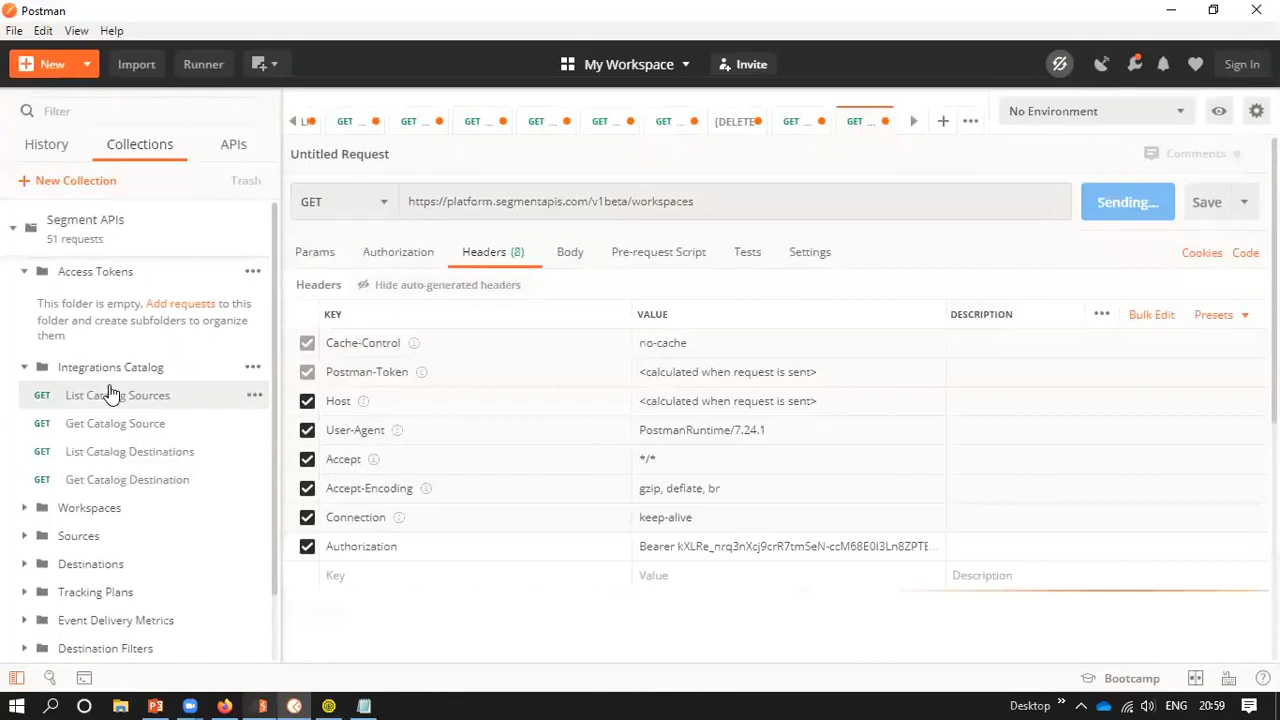 Postman
File Edit View Help
New Import Runner My Workspace Invite Sign In
Filter
History Collections APIs
New Collection Trash
Segment APIs
51 requests
Access Tokens
This folder is empty. Add requests to this
folder and create subfolders to organize
them
Integrations Catalog
GET List Catalog Sources
GET Get Catalog Source
GET List Catalog Destinations
GET Get Catalog Destination
Workspaces
Sources
Destinations
Tracking Plans
Event Delivery Metrics
Destination Filters
GET ... GET ... GET ... GET ... GET ... GET ... [DELETE GET ... GET ...
No Environment
Untitled Request
Comments 0
GET https://platform.segmentapis.com/v1beta/workspaces Sending... Save
Params Authorization Headers (8) Body Pre-request Script Tests Settings Cookies Code
Headers Hide auto-generated headers
KEY VALUE DESCRIPTION Bulk Edit Presets
Cache-Control no-cache
Postman-Token <calculated when request is sent>
Host <calculated when request is sent>
User-Agent PostmanRuntime/7.24.1
Accept */*
Accept-Encoding gzip, deflate, br
Connection keep-alive
Authorization Bearer kXLRe_nrq3nXcj9crR7tmSeN-ccM68E0I3Ln8ZPTE...
Key Value Description
Bootcamp
Desktop ENG 20:59